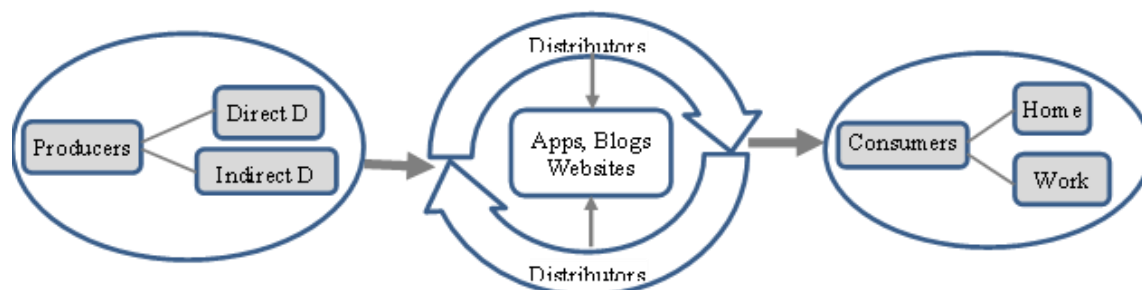 Distributors
Direct D
Producers
Indirect D
Apps, Blogs
Websites
Home
Consumers
Work
Distributors